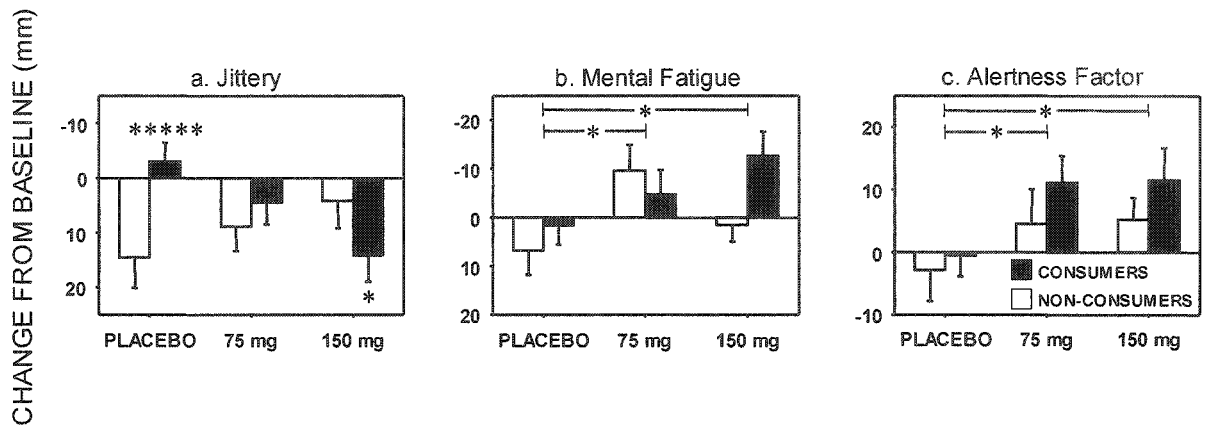 CHANGE FROM BASELINE (mm)
a. Jittery
-10
0
10
20
*****
*
PLACEBO 75 mg 150 mg
b. Mental Fatigue
-20
-10
0
10
20
*
*
PLACEBO 75 mg 150 mg
c. Alertness Factor
20
10
0
-10
*
*
CONSUMERS
NON-CONSUMERS
PLACEBO 75 mg 150 mg